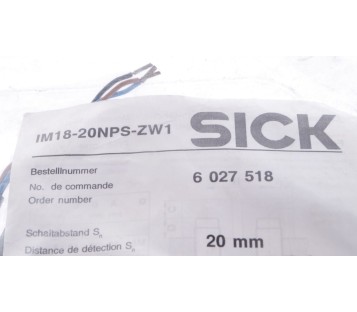 IM18-20NPS-ZW1 SICK
Bestellnummer
No. de commande 6 027 518
Order number
Schaltabstand Sn
Distance de détection Sn 20 mm